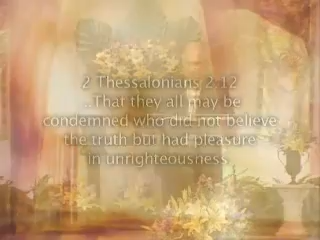 2 Thessalonians 2:12
..That they all may be
condemned who did not believe
the truth but had pleasure
in unrighteousness